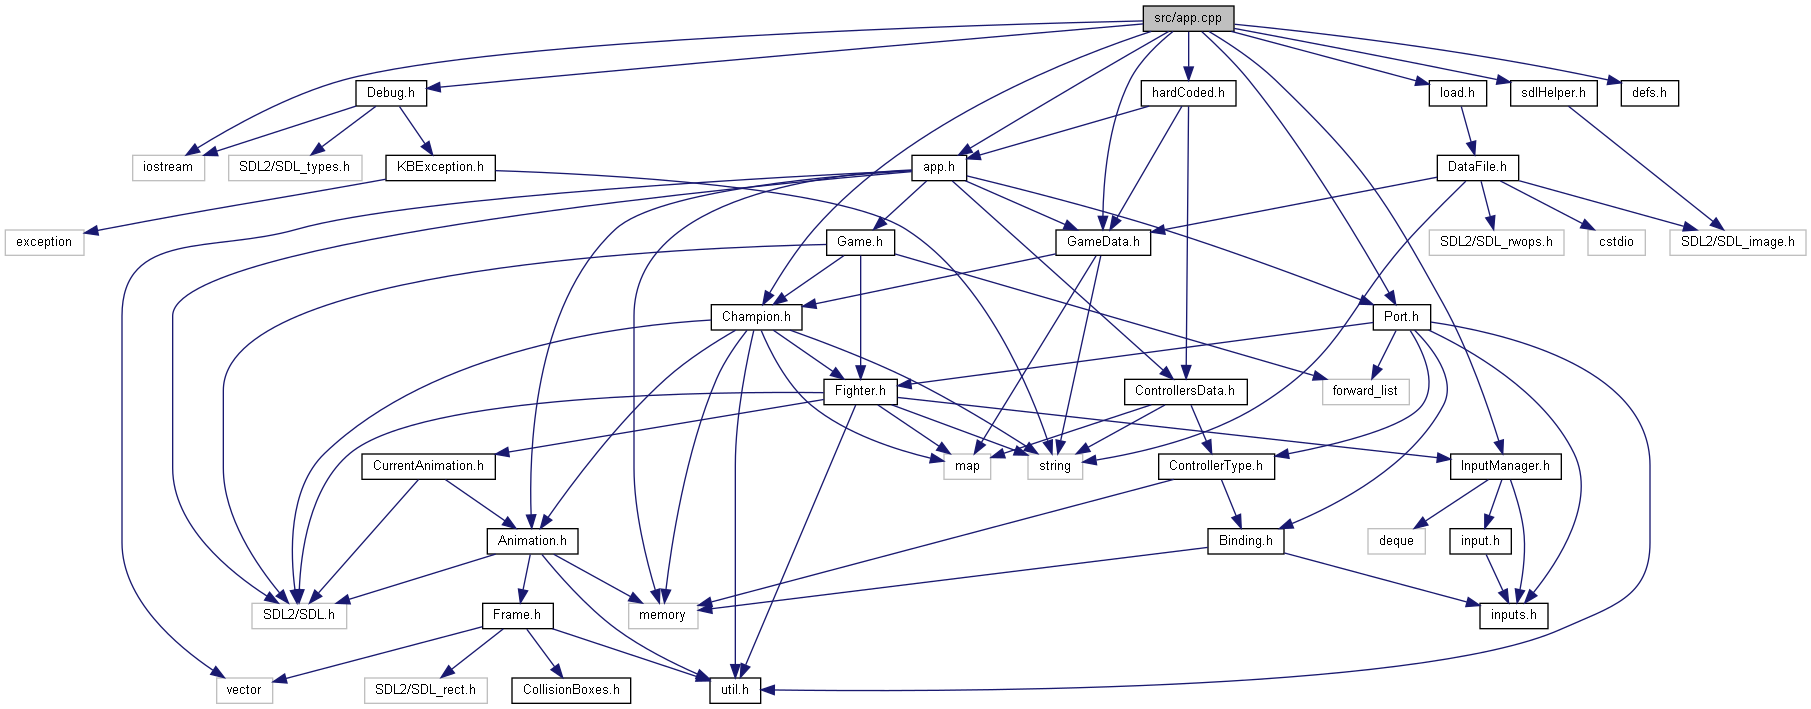 src/app.cpp
Debug.h
hardCoded.h
load.h
sdlHelper.h
defs.h
iostream
SDL2/SDL_types.h
KBException.h
app.h
DataFile.h
exception
Game.h
GameData.h
SDL2/SDL_rwops.h
cstdio
SDL2/SDL_image.h
Champion.h
Port.h
Fighter.h
ControllersData.h
forward_list
CurrentAnimation.h
map
string
ControllerType.h
InputManager.h
Animation.h
Binding.h
deque
input.h
SDL2/SDL.h
Frame.h
memory
inputs.h
vector
SDL2/SDL_rect.h
CollisionBoxes.h
util.h